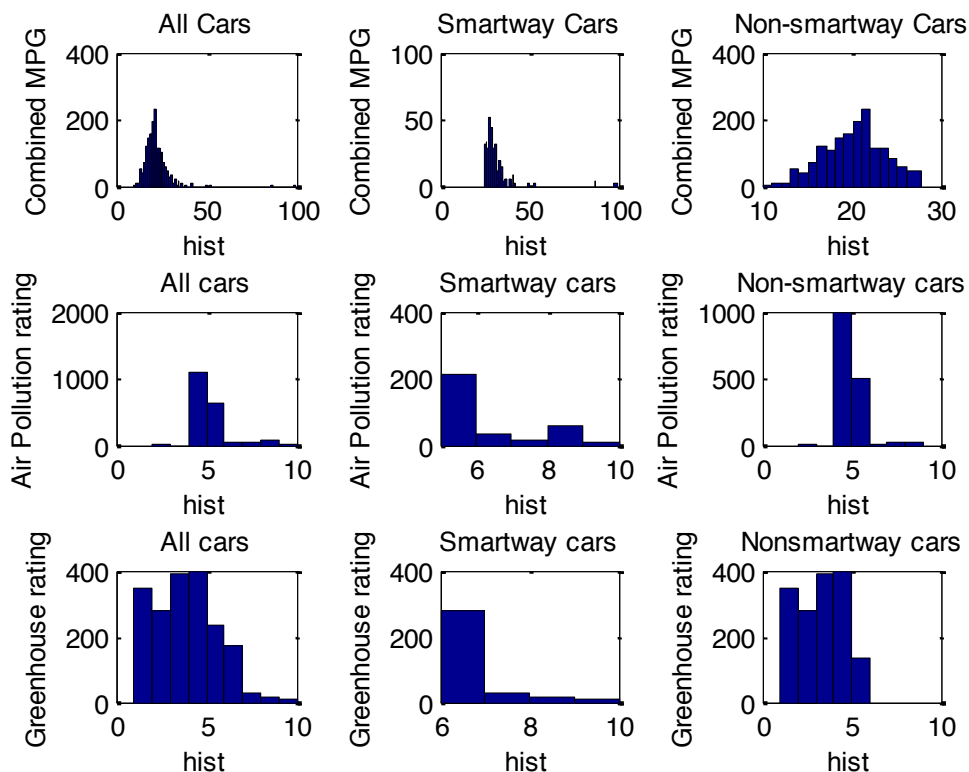 All Cars
Combined MPG
400
200
0
0 50 100
hist
Smartway Cars
Combined MPG
100
50
0
0 50 100
hist
Non-smartway Cars
Combined MPG
400
200
0
10 20 30
hist
All cars
Air Pollution rating
2000
1000
0
0 5 10
hist
Smartway cars
Air Pollution rating
400
200
0
6 8 10
hist
Non-smartway cars
Air Pollution rating
1000
500
0
0 5 10
hist
All cars
Greenhouse rating
400
200
0
0 5 10
hist
Smartway cars
Greenhouse rating
400
200
0
6 8 10
hist
Nonsmartway cars
Greenhouse rating
400
200
0
0 5 10
hist